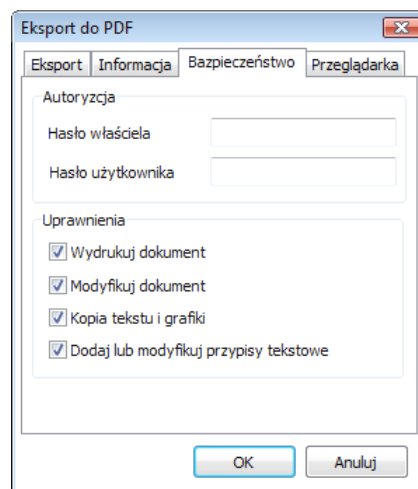 Eksport do PDF
Eksport Informacja Bazpieczeństwo Przeglądarka
Autoryzcja
Hasło właściela
Hasło użytkownika
Uprawnienia
Wydrukuj dokument
Modyfikuj dokument
Kopia tekstu i grafiki
Dodaj lub modyfikuj przypisy tekstowe
OK Anuluj